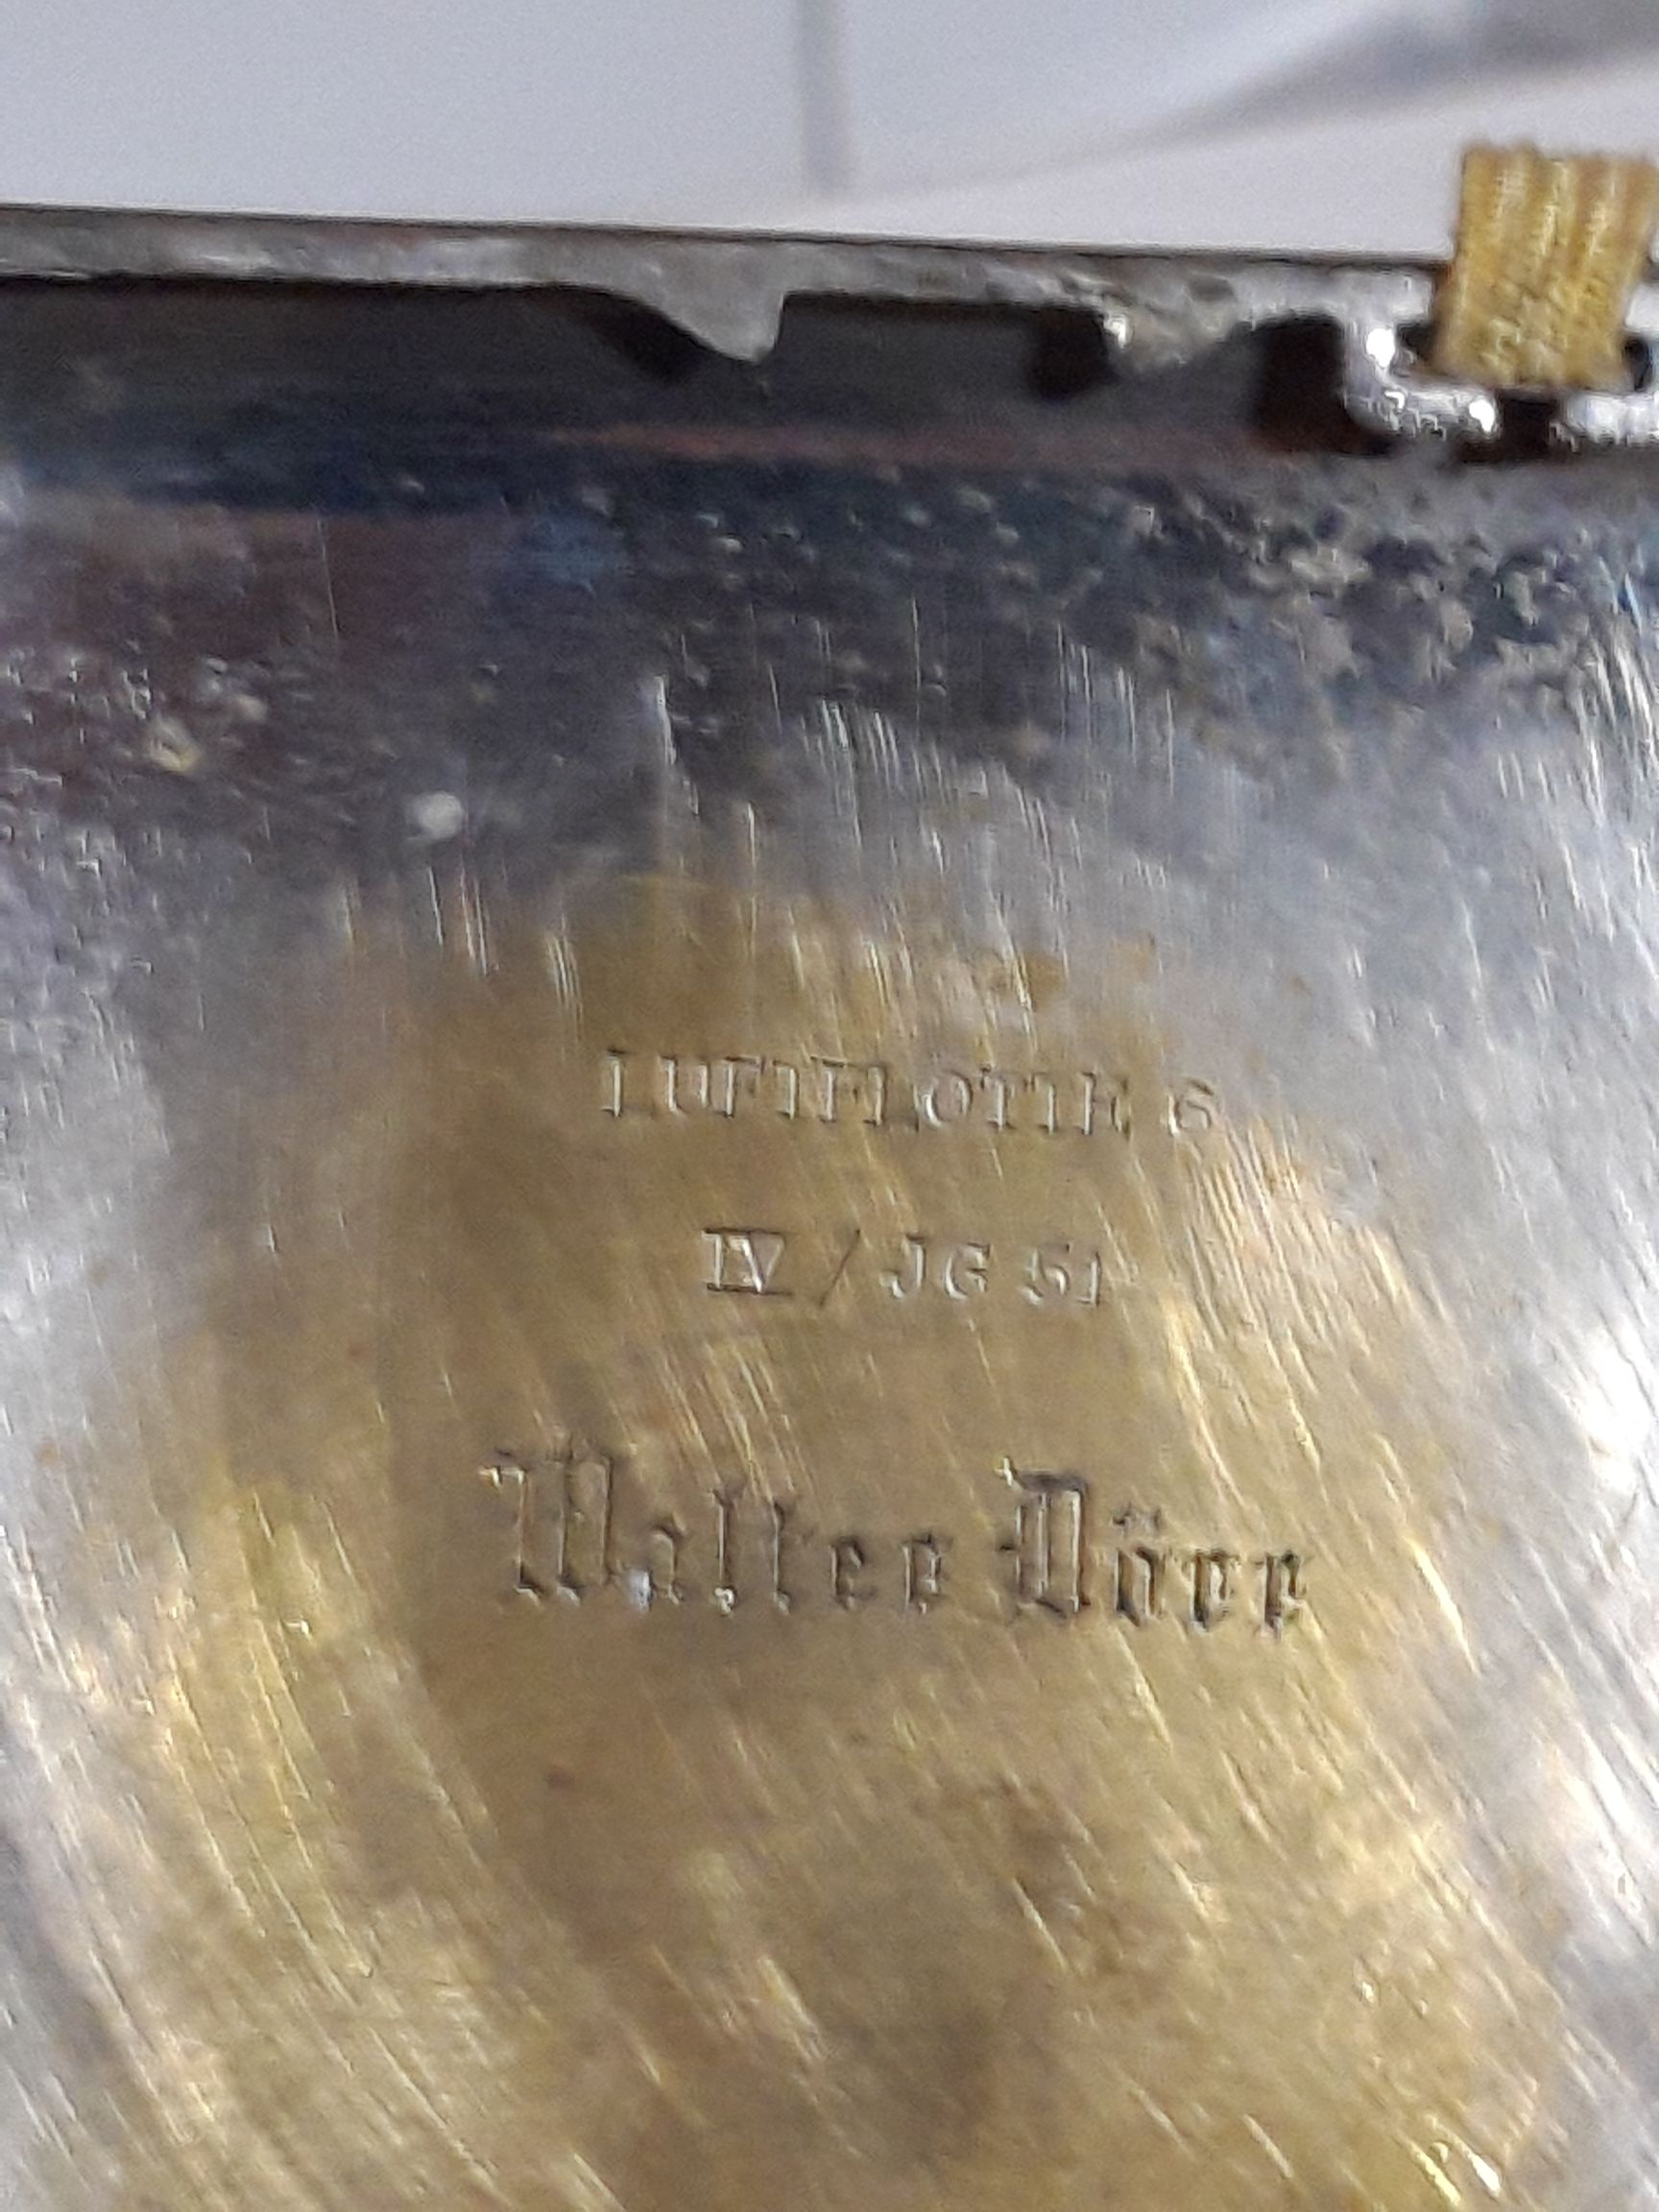 LUFTFLOTTE 6
IV / JG 51
Walter Dörr